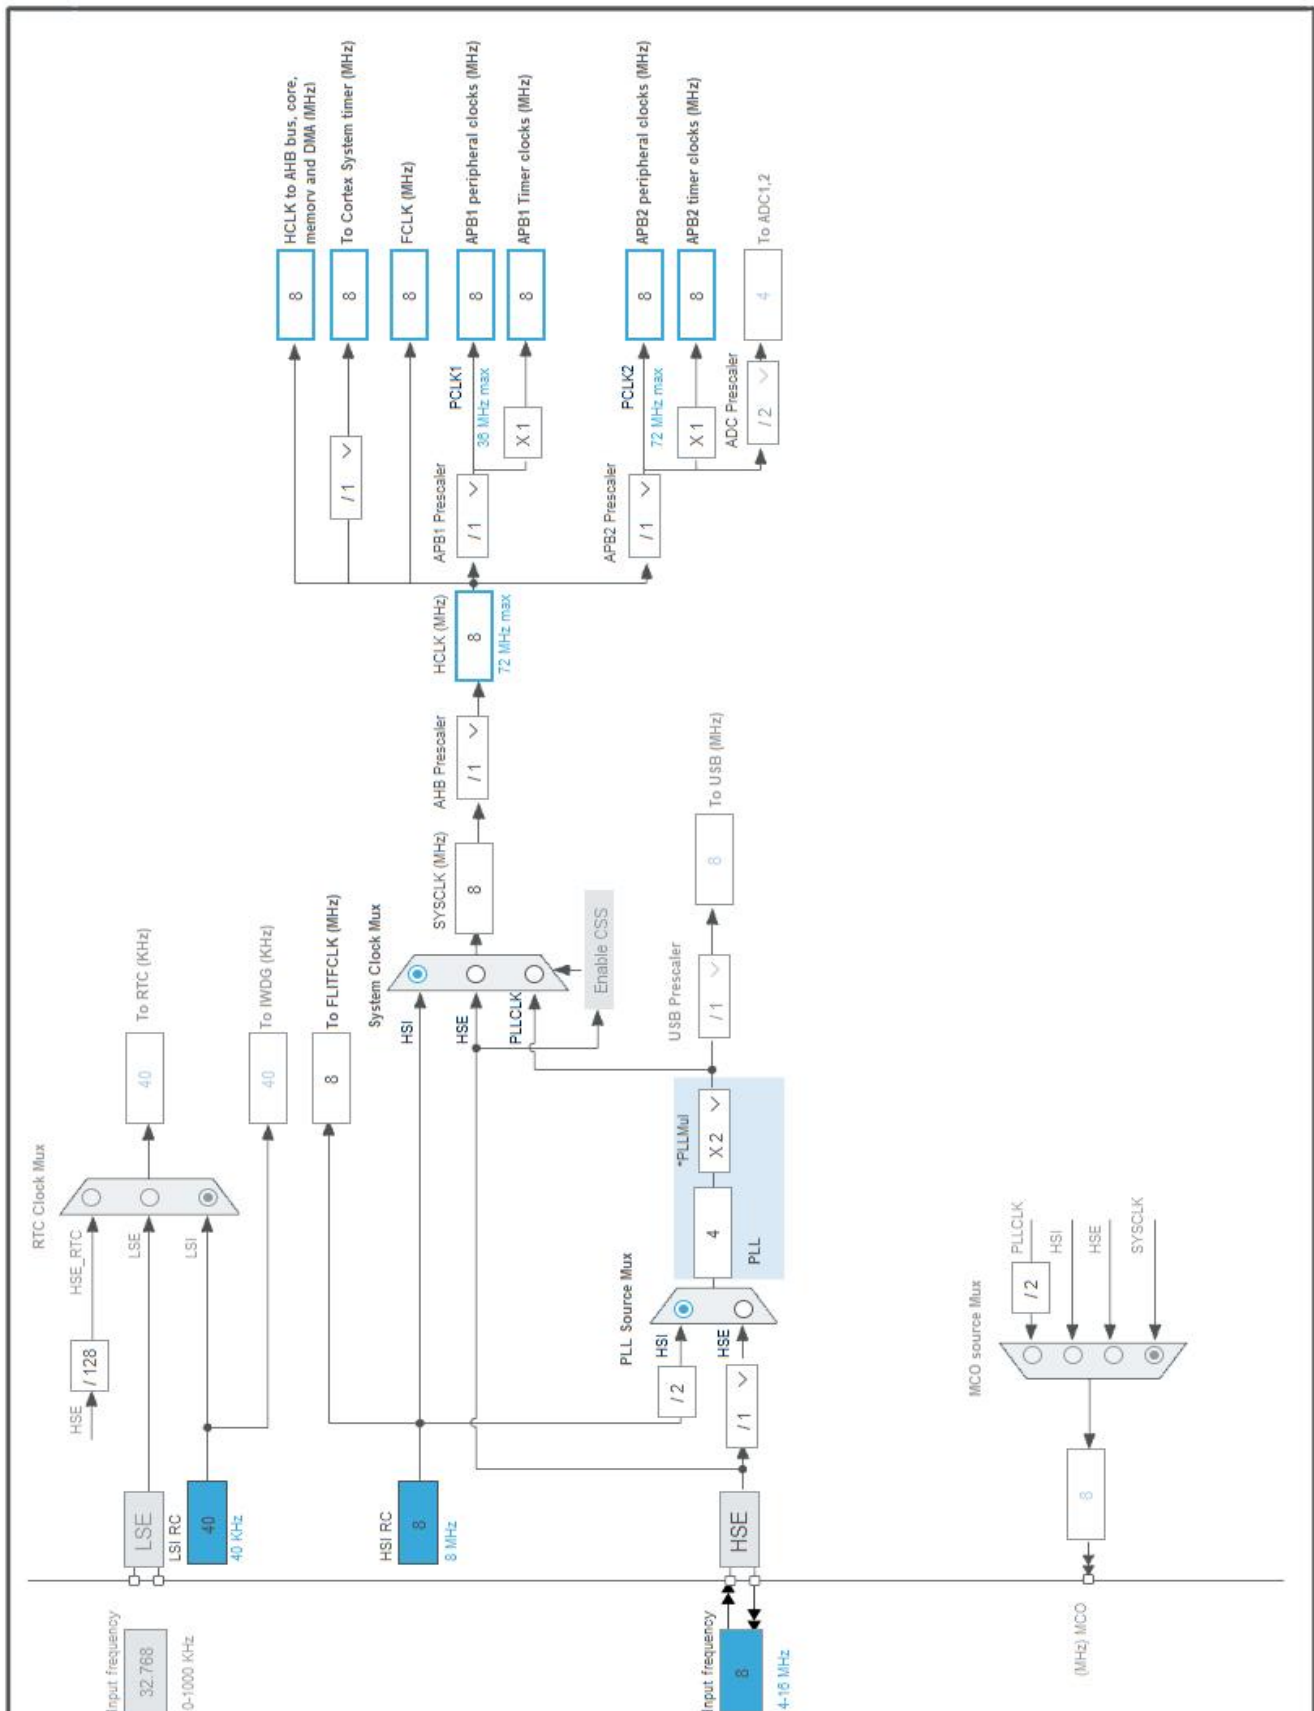 Input frequency
32.768
0-1000 KHz
LSE
LSI RC
40
40 KHz
HSE
/ 128
HSE_RTC
LSE
LSI
RTC Clock Mux
40
To RTC (KHz)
40
To IWDG (KHz)
8
To FLITFCLK (MHz)
HSI RC
8
8 MHz
System Clock Mux
HSI
HSE
PLLCLK
Enable CSS
SYSCLK (MHz)
8
AHB Prescaler
/ 1
HCLK (MHz)
8
72 MHz max
8
HCLK to AHB bus, core,
memory and DMA (MHz)
/ 1
8
To Cortex System timer (MHz)
8
FCLK (MHz)
APB1 Prescaler
/ 1
PCLK1
36 MHz max
8
APB1 peripheral clocks (MHz)
X 1
8
APB1 Timer clocks (MHz)
APB2 Prescaler
/ 1
PCLK2
72 MHz max
8
APB2 peripheral clocks (MHz)
X 1
8
APB2 timer clocks (MHz)
ADC Prescaler
/ 2
4
To ADC1,2
Input frequency
8
4-16 MHz
HSE
/ 2
/ 1
PLL Source Mux
HSI
HSE
4
*PLLMul
X 2
PLL
USB Prescaler
/ 1
8
To USB (MHz)
(MHz) MCO
8
MCO source Mux
/ 2
PLLCLK
HSI
HSE
SYSCLK